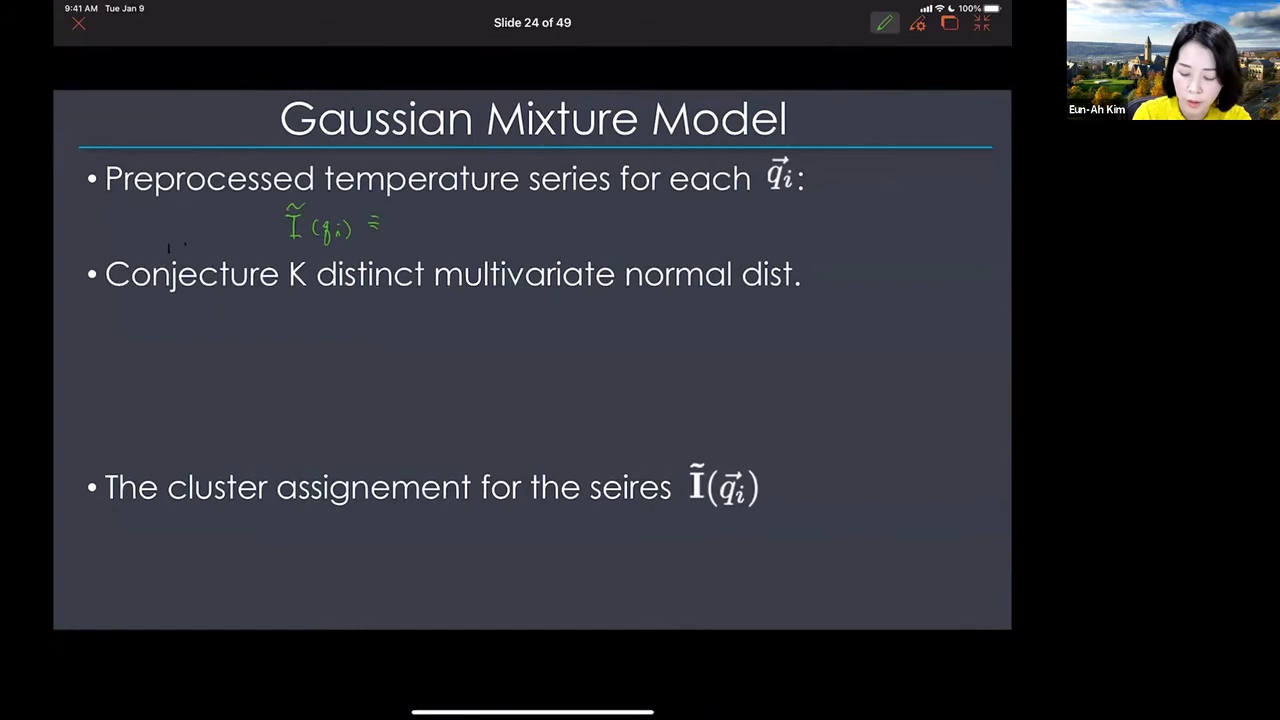 9:41 AM Tue Jan 9
100%
Slide 24 of 49
Eun-Ah Kim
Gaussian Mixture Model
• Preprocessed temperature series for each q⃗ᵢ:
Ĩ (qᵢ) ≡
• Conjecture K distinct multivariate normal dist.
• The cluster assignement for the seires Ĩ(q⃗ᵢ)